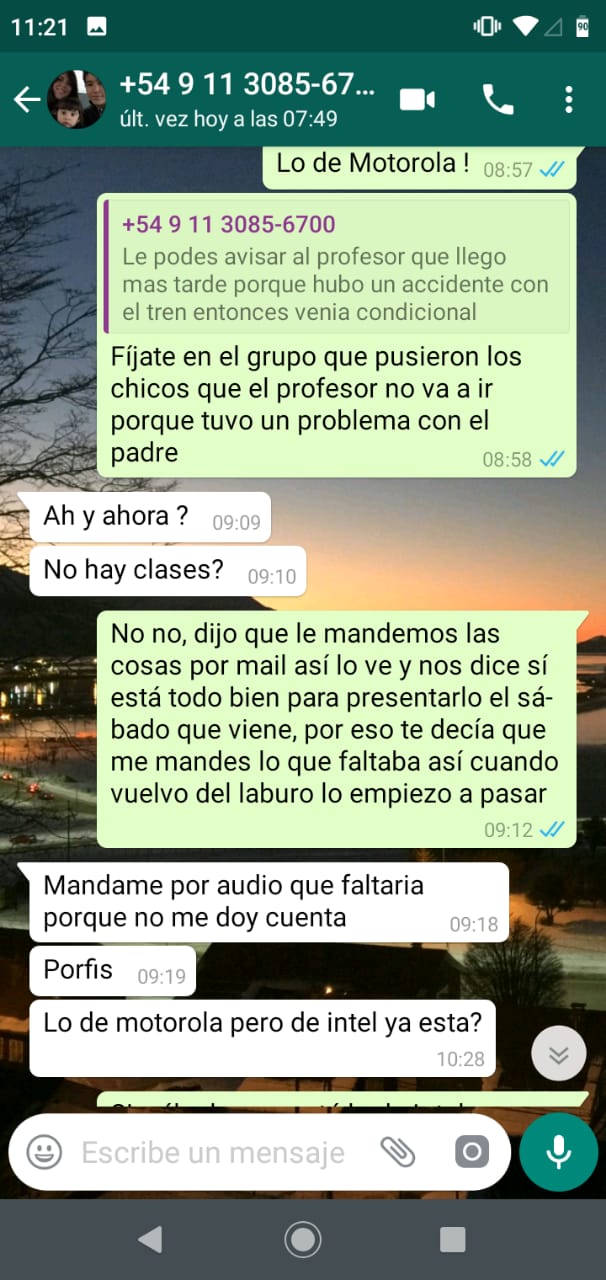 11:21
90
+54 9 11 3085-67...
últ. vez hoy a las 07:49
Lo de Motorola ! 08:57
+54 9 11 3085-6700
Le podes avisar al profesor que llego
mas tarde porque hubo un accidente con
el tren entonces venia condicional
Fíjate en el grupo que pusieron los
chicos que el profesor no va a ir
porque tuvo un problema con el
padre 08:58
Ah y ahora ? 09:09
No hay clases? 09:10
No no, dijo que le mandemos las
cosas por mail así lo ve y nos dice sí
está todo bien para presentarlo el sá-
bado que viene, por eso te decía que
me mandes lo que faltaba así cuando
vuelvo del laburo lo empiezo a pasar
09:12
Mandame por audio que faltaria
porque no me doy cuenta 09:18
Porfis 09:19
Lo de motorola pero de intel ya esta?
10:28
Escribe un mensaje